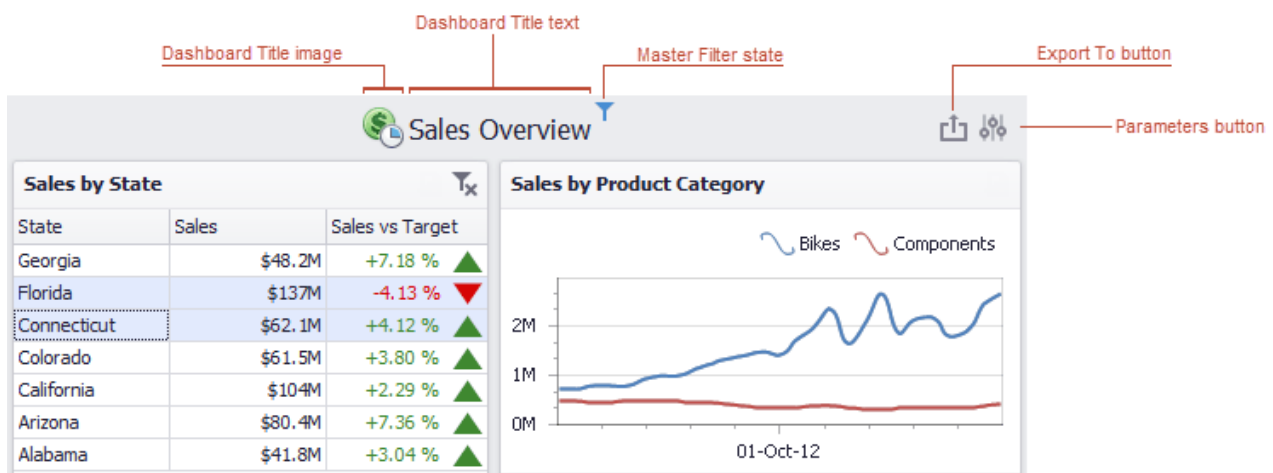 Dashboard Title text
Dashboard Title image
Master Filter state
Export To button
Sales Overview
Parameters button
Sales by State
State Sales Sales vs Target
Georgia $48.2M +7.18 %
Florida $137M -4.13 %
Connecticut $62.1M +4.12 %
Colorado $61.5M +3.80 %
California $104M +2.29 %
Arizona $80.4M +7.36 %
Alabama $41.8M +3.04 %
Sales by Product Category
Bikes Components
2M
1M
0M
01-Oct-12